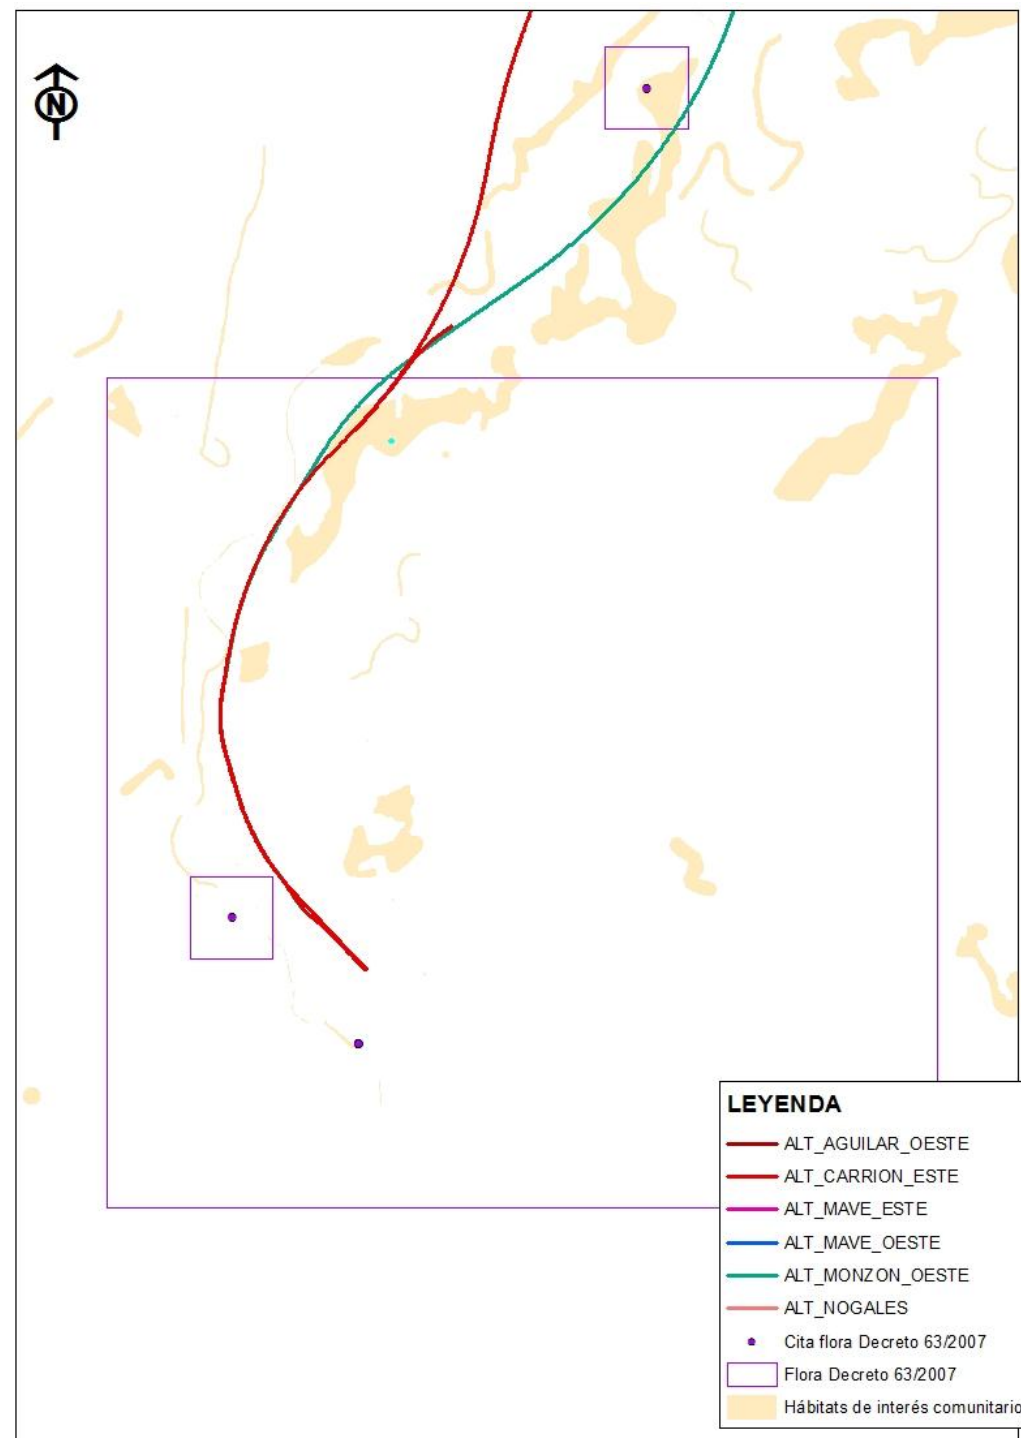 N
LEYENDA
ALT_AGUILAR_OESTE
ALT_CARRION_ESTE
ALT_MAVE_ESTE
ALT_MAVE_OESTE
ALT_MONZON_OESTE
ALT_NOGALES
Cita flora Decreto 63/2007
Flora Decreto 63/2007
Hábitats de interés comunitario